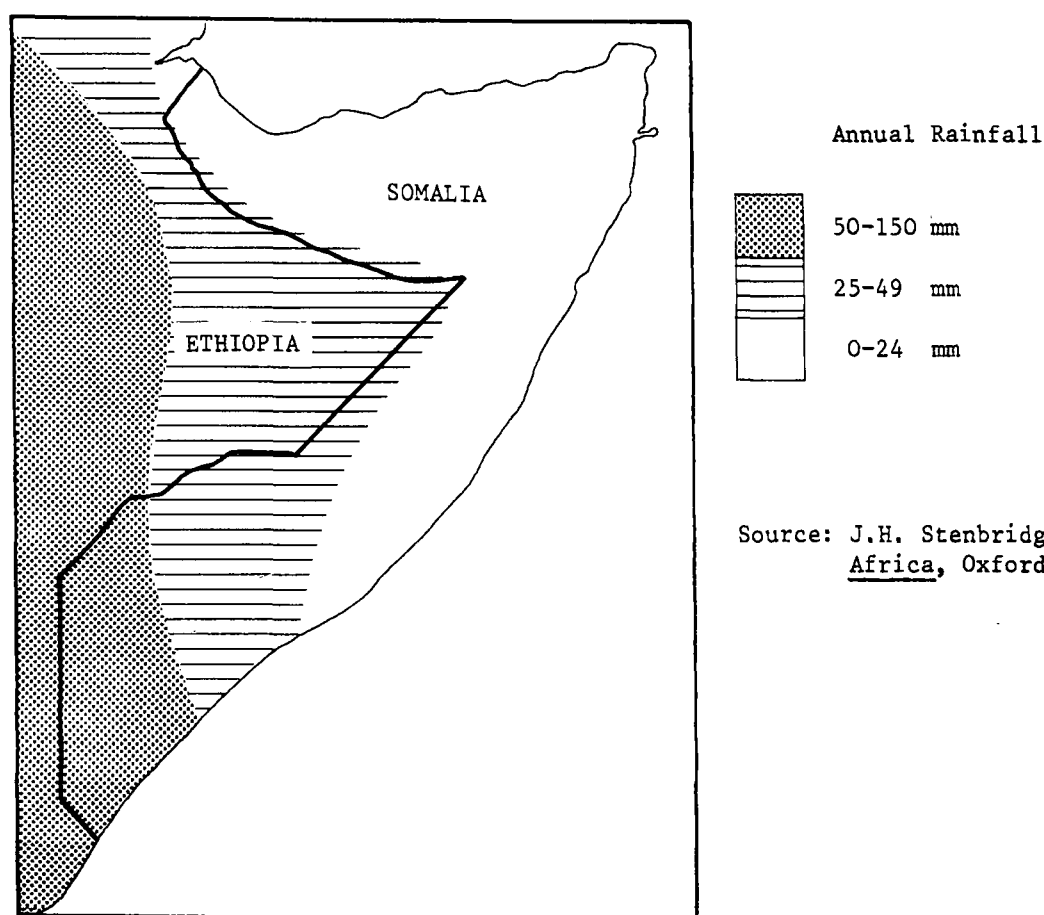 SOMALIA
ETHIOPIA
Annual Rainfall
50-150 mm
25-49 mm
0-24 mm
Source: J.H. Stenbridg
Africa, Oxford